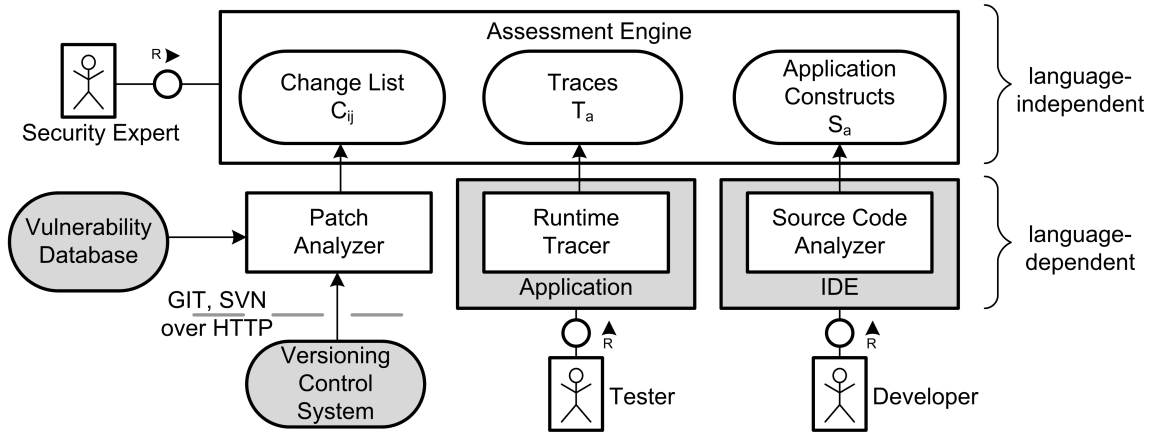 Assessment Engine
R
Security Expert
Change List
Cij
Traces
Ta
Application
Constructs
Sa
language-
independent
Vulnerability
Database
Patch
Analyzer
Runtime
Tracer
Application
Source Code
Analyzer
IDE
language-
dependent
GIT, SVN
over HTTP
Versioning
Control
System
R
Tester
R
Developer